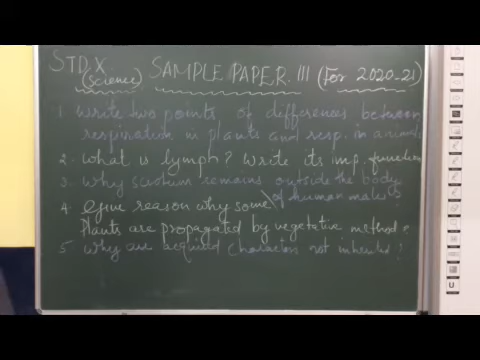 STD. X SAMPLE PAPER. III (For 2020-21)
(Science)
1. Write two points of differences between
respiration in plants and resp. in animals
2. What is lymph? Write its imp. function
3. Why scrotum remains outside the body
of human males?
4. Give reason why some
Plants are propagated by vegetative method?
5. Why are acquired characters not inherited?